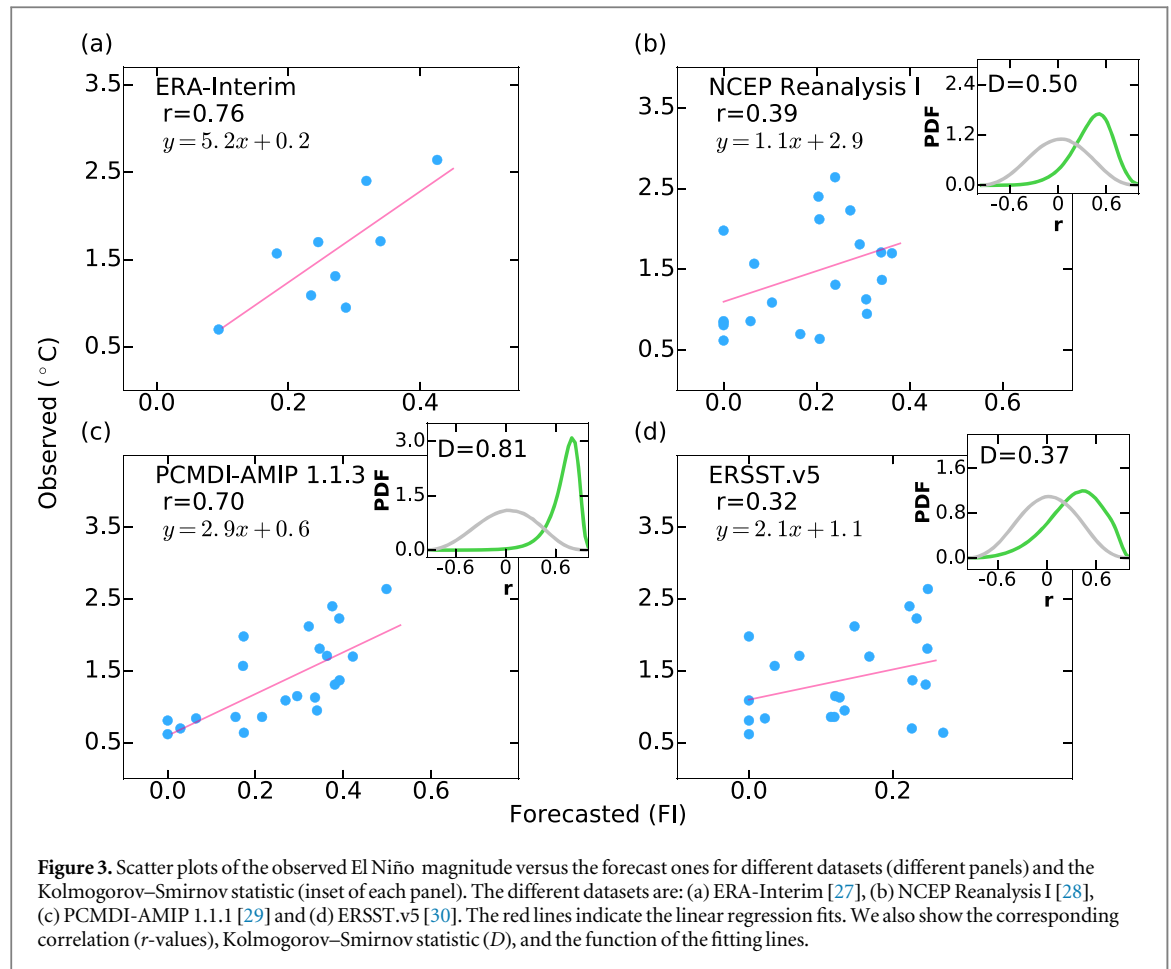 (a)
ERA-Interim
r=0.76
y=5.2x+0.2
3.5
2.5
1.5
0.5
0.0 0.2 0.4
(b)
NCEP Reanalysis I
r=0.39
y=1.1x+2.9
3.5
2.5
1.5
0.5
0.0 0.2 0.4 0.6
D=0.50
PDF
2.4
1.2
0.0
-0.6 0 0.6
r
Observed (°C)
(c)
PCMDI-AMIP 1.1.3
r=0.70
y=2.9x+0.6
3.5
2.5
1.5
0.5
0.0 0.2 0.4 0.6
D=0.81
PDF
3.0
1.5
0.0
-0.6 0 0.6
r
(d)
ERSST.v5
r=0.32
y=2.1x+1.1
3.5
2.5
1.5
0.5
0.0 0.2
D=0.37
PDF
1.6
0.8
0.0
-0.6 0 0.6
r
Forecasted (FI)
Figure 3. Scatter plots of the observed El Niño magnitude versus the forecast ones for different datasets (different panels) and the
Kolmogorov–Smirnov statistic (inset of each panel). The different datasets are: (a) ERA-Interim [27], (b) NCEP Reanalysis I [28],
(c) PCMDI-AMIP 1.1.1 [29] and (d) ERSST.v5 [30]. The red lines indicate the linear regression fits. We also show the corresponding
correlation (r-values), Kolmogorov–Smirnov statistic (D), and the function of the fitting lines.